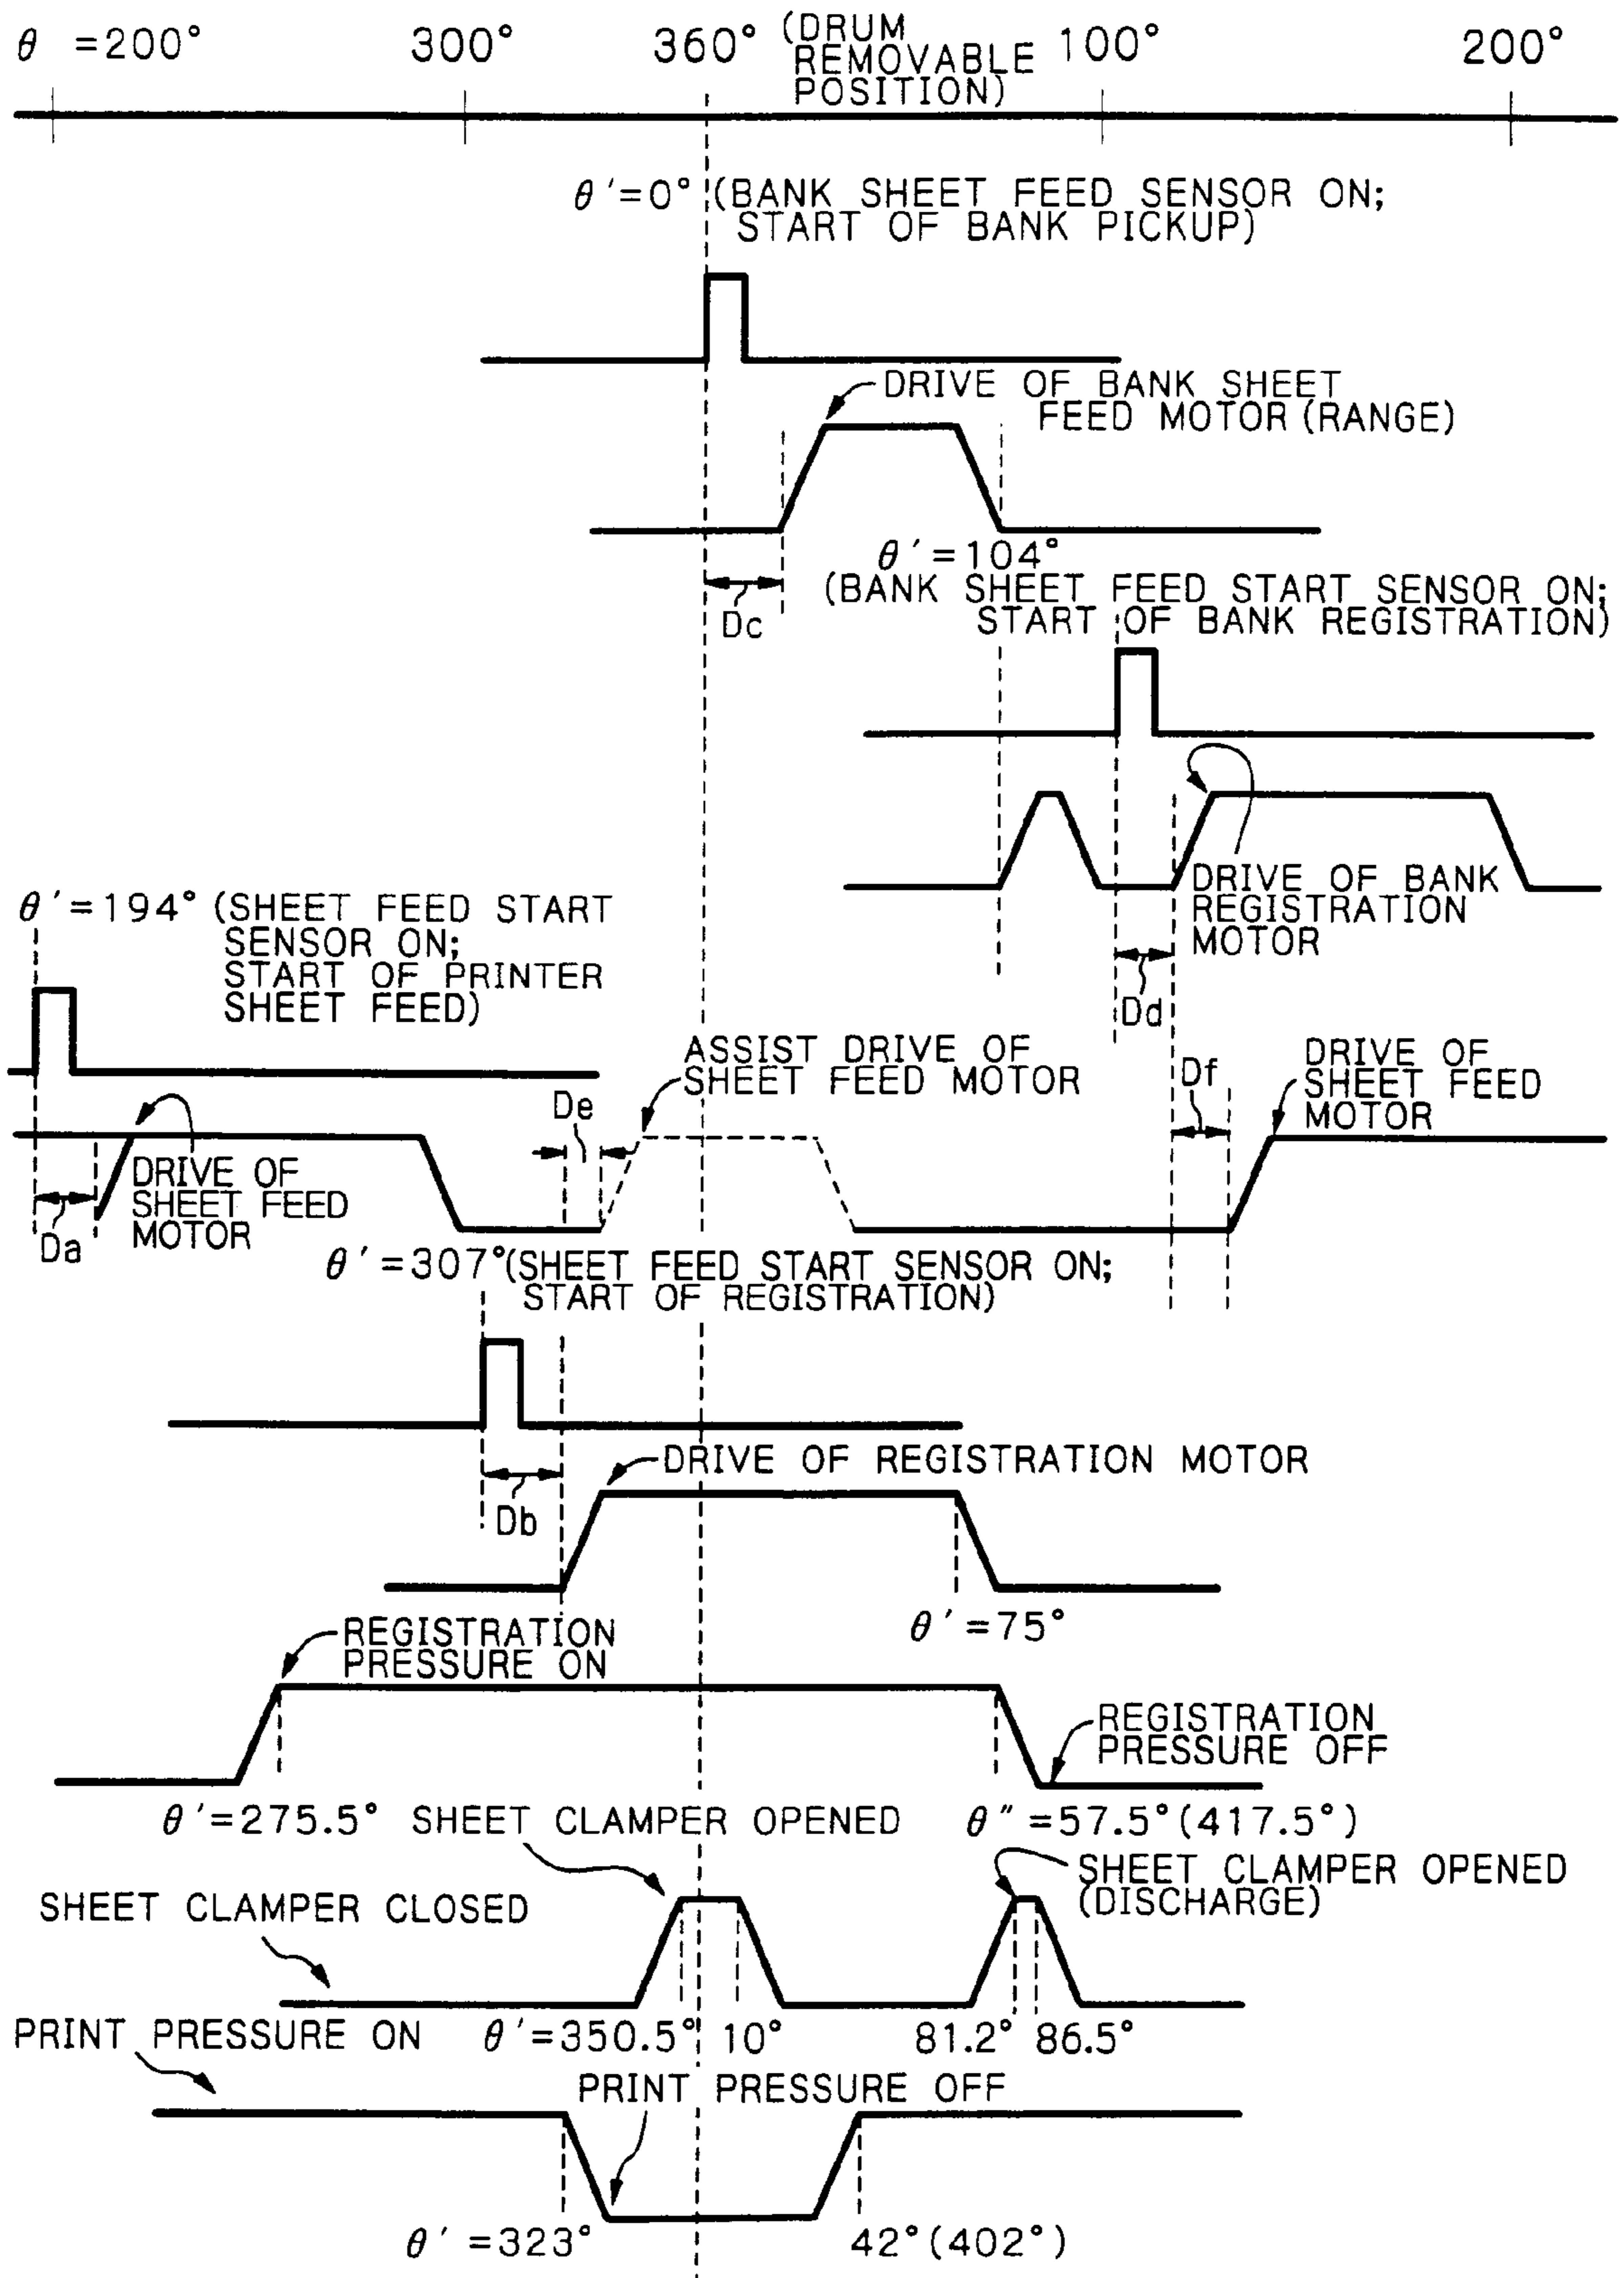 θ =200° 300° 360° (DRUM REMOVABLE POSITION) 100° 200°
θ'=0° (BANK SHEET FEED SENSOR ON;
START OF BANK PICKUP)
DRIVE OF BANK SHEET
FEED MOTOR (RANGE)
θ'=104°
(BANK SHEET FEED START SENSOR ON;
START OF BANK REGISTRATION)
Dc
DRIVE OF BANK
REGISTRATION
MOTOR
Dd
θ'=194° (SHEET FEED START
SENSOR ON;
START OF PRINTER
SHEET FEED)
ASSIST DRIVE OF
SHEET FEED MOTOR
De
Df
DRIVE OF
SHEET FEED
MOTOR
DRIVE OF
SHEET FEED
MOTOR
Da
θ'=307° (SHEET FEED START SENSOR ON;
START OF REGISTRATION)
DRIVE OF REGISTRATION MOTOR
Db
θ'=75°
REGISTRATION
PRESSURE ON
REGISTRATION
PRESSURE OFF
θ'=275.5° SHEET CLAMPER OPENED θ"=57.5°(417.5°)
SHEET CLAMPER OPENED
(DISCHARGE)
SHEET CLAMPER CLOSED
PRINT PRESSURE ON θ'=350.5° 10° 81.2° 86.5°
PRINT PRESSURE OFF
θ'=323° 42°(402°)